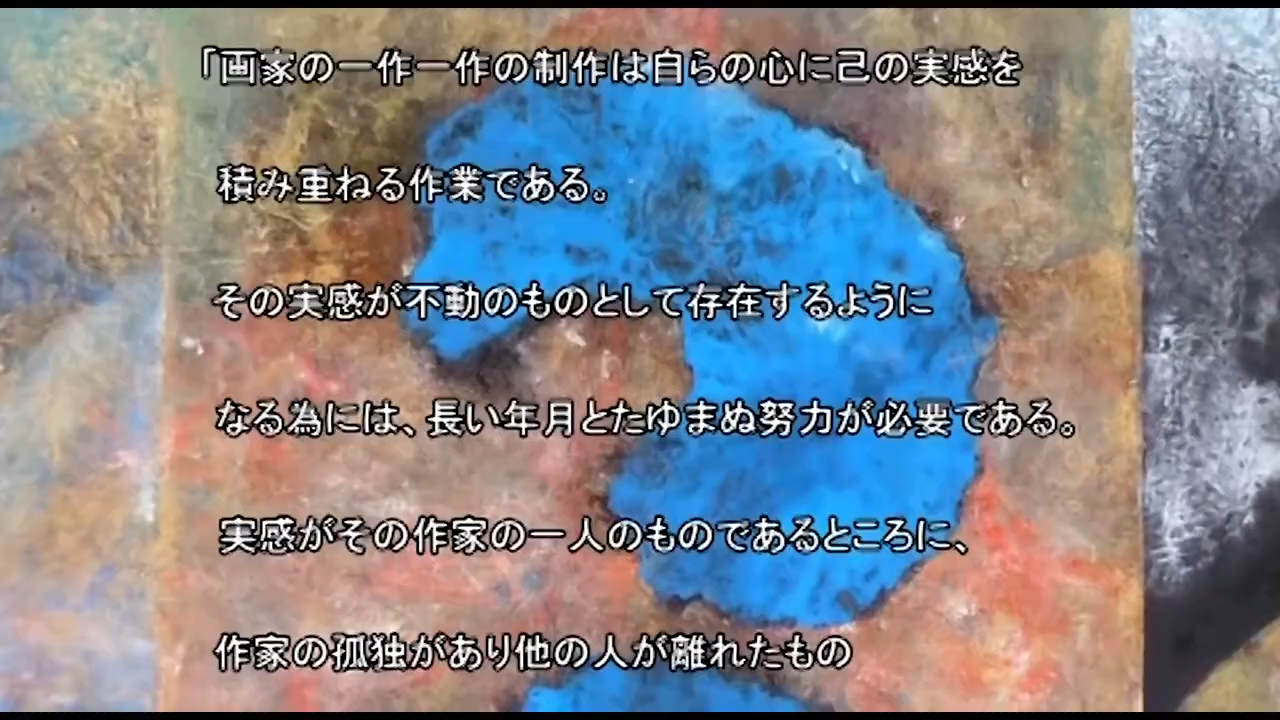 「画家の一作一作の制作は自らの心に己の実感を
積み重ねる作業である。
その実感が不動のものとして存在するように
なる為には、長い年月とたゆまぬ努力が必要である。
実感がその作家の一人のものであるところに、
作家の孤独があり他の人が離れたもの